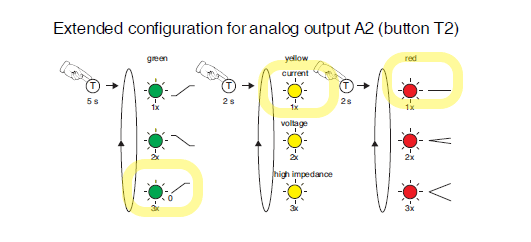 Extended configuration for analog output A2 (button T2)
green yellow red
current
T T T
5 s 2 s 2 s
1x 1x 1x
voltage
2x 2x 2x
high impedance
0
3x 3x 3x